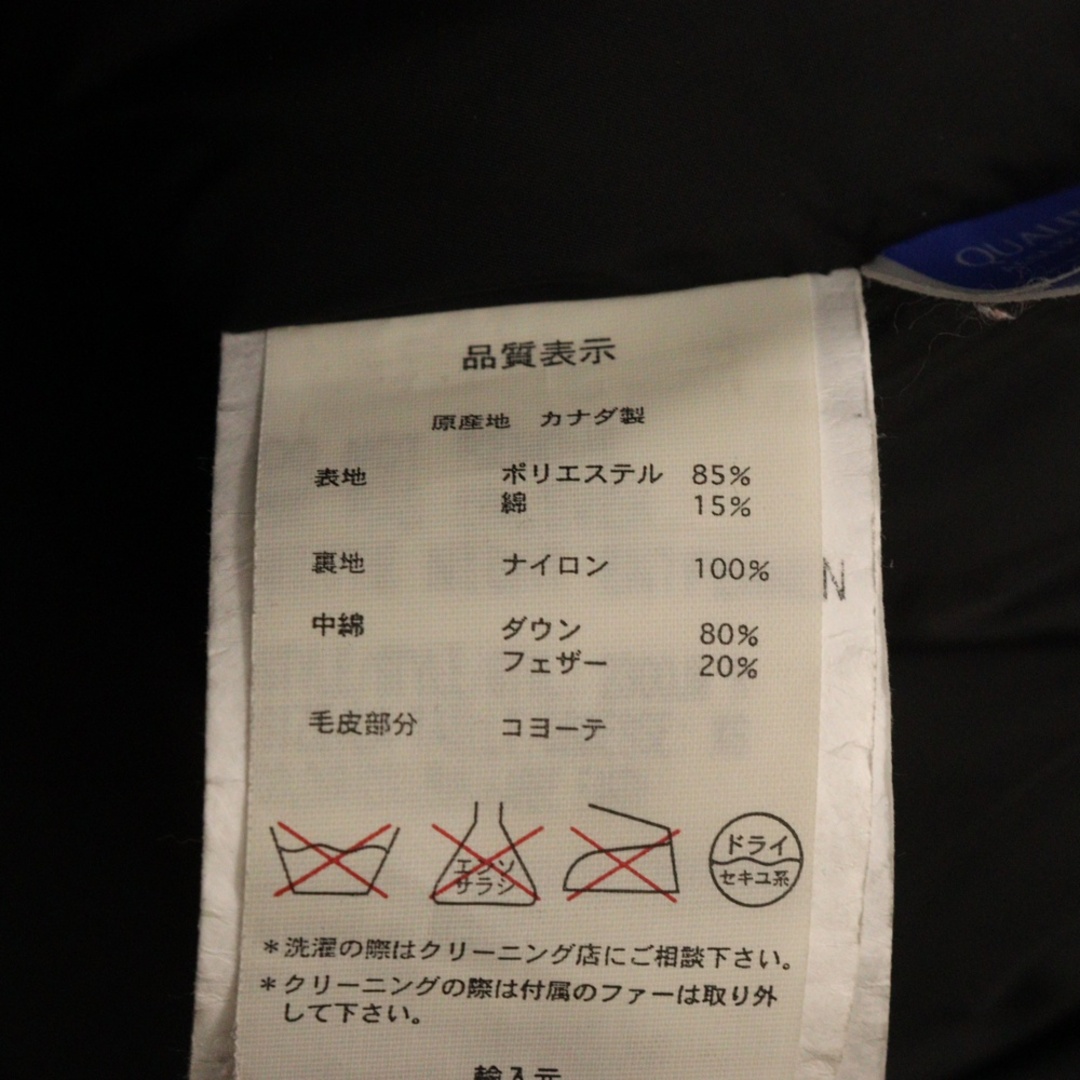 QUALIT
品質表示
原産地 カナダ製
表地 ポリエステル 85%
綿 15%
裏地 ナイロン 100%
N
中綿 ダウン 80%
フェザー 20%
毛皮部分 コヨーテ
エンソ
サラシ
ドライ
セキユ系
*洗濯の際はクリーニング店にご相談下さい。
*クリーニングの際は付属のファーは取り外
して下さい。
輸入元